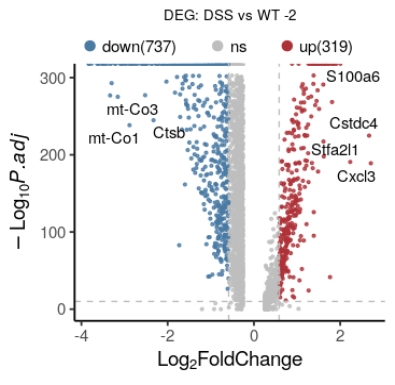 DEG: DSS vs WT -2
down(737) ns up(319)
300
200
100
0
− Log10P.adj
S100a6
mt-Co3
Cstdc4
mt-Co1
Ctsb
Stfa2l1
Cxcl3
-4 -2 0 2
Log2FoldChange